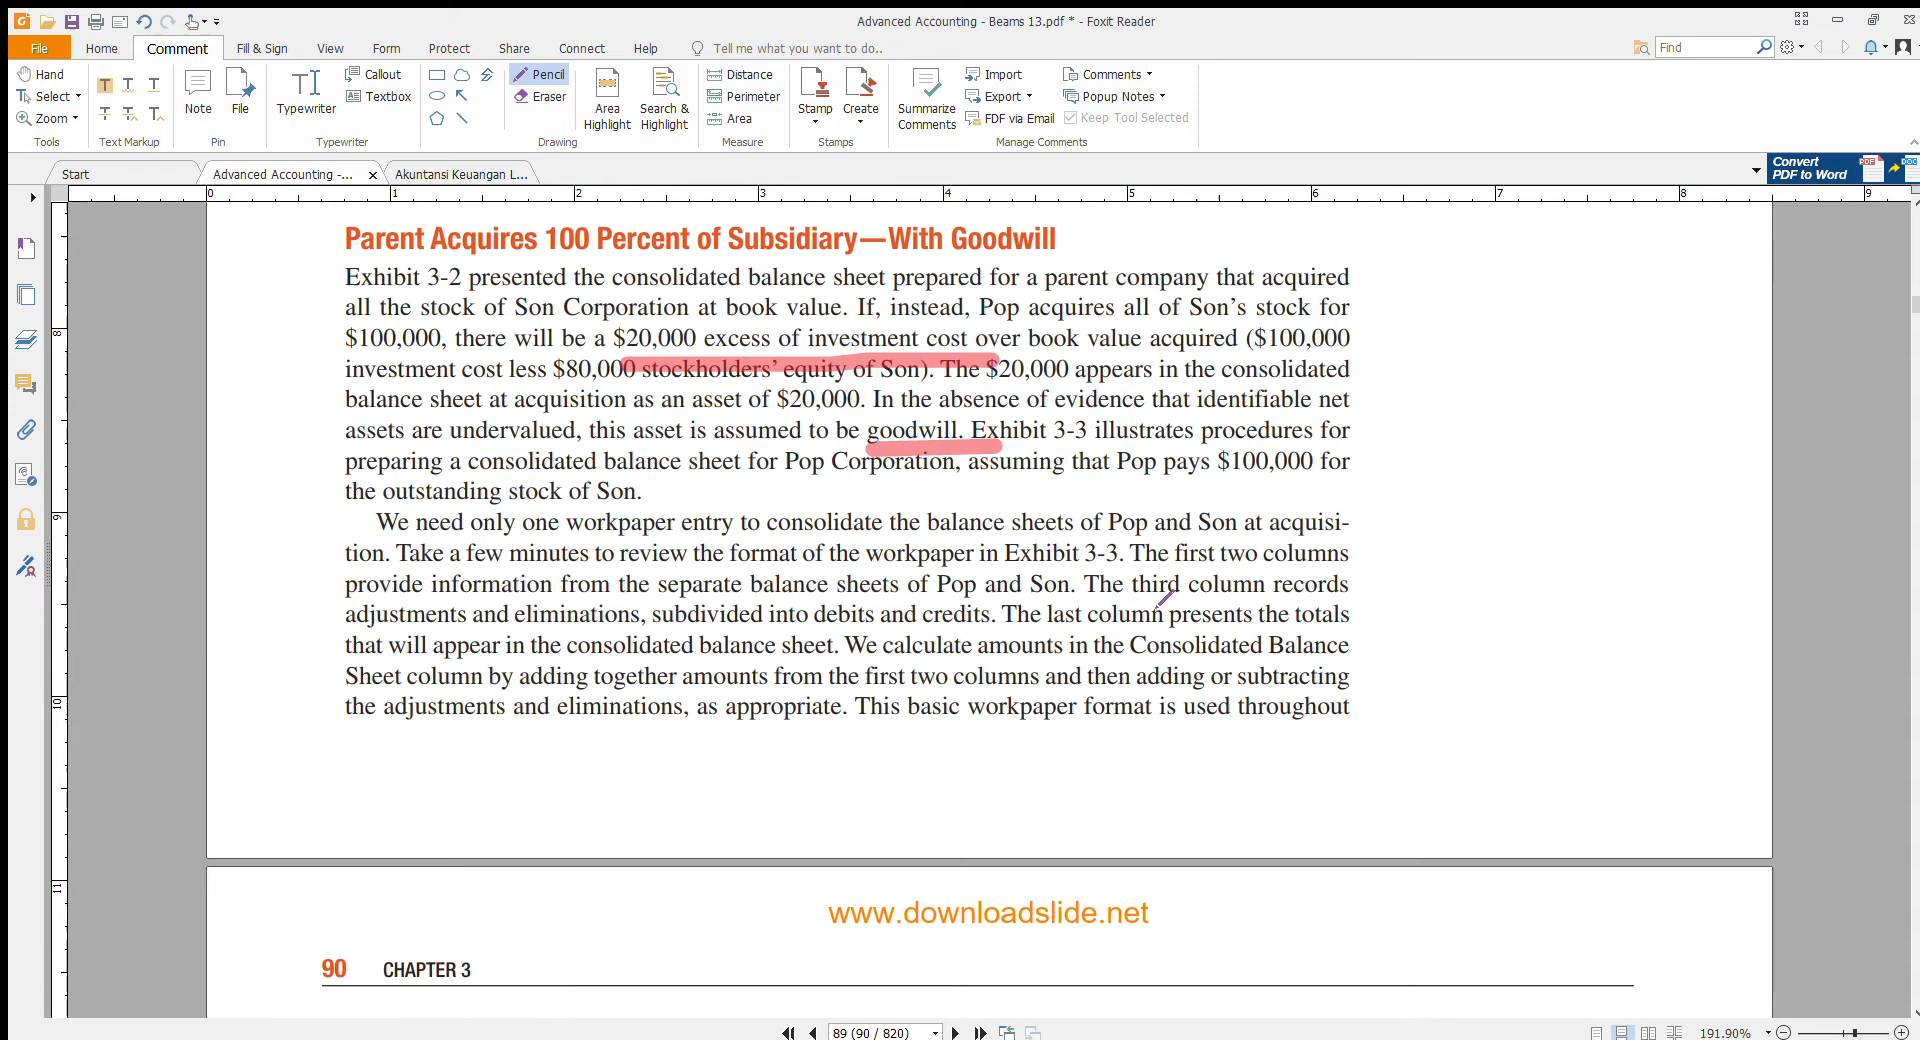 Advanced Accounting - Beams 13.pdf * - Foxit Reader
File Home Comment Fill & Sign View Form Protect Share Connect Help Tell me what you want to do.. Find
Hand
Select
Zoom
Tools
Text Markup
Note
File
Pin
Typewriter
Callout
Textbox
Typewriter
Pencil
Eraser
Area Highlight
Search & Highlight
Drawing
Distance
Perimeter
Area
Measure
Stamp
Create
Stamps
Summarize Comments
Import
Export
FDF via Email
Comments
Popup Notes
Keep Tool Selected
Manage Comments
Start
Advanced Accounting -...
Akuntansi Keuangan L...
Convert
PDF to Word
PDF
DOC
0 1 2 3 4 5 6 7 8 9
8
9
10
11
Parent Acquires 100 Percent of Subsidiary—With Goodwill
Exhibit 3-2 presented the consolidated balance sheet prepared for a parent company that acquired
all the stock of Son Corporation at book value. If, instead, Pop acquires all of Son’s stock for
$100,000, there will be a $20,000 excess of investment cost over book value acquired ($100,000
investment cost less $80,000 stockholders’ equity of Son). The $20,000 appears in the consolidated
balance sheet at acquisition as an asset of $20,000. In the absence of evidence that identifiable net
assets are undervalued, this asset is assumed to be goodwill. Exhibit 3-3 illustrates procedures for
preparing a consolidated balance sheet for Pop Corporation, assuming that Pop pays $100,000 for
the outstanding stock of Son.
We need only one workpaper entry to consolidate the balance sheets of Pop and Son at acquisi-
tion. Take a few minutes to review the format of the workpaper in Exhibit 3-3. The first two columns
provide information from the separate balance sheets of Pop and Son. The third column records
adjustments and eliminations, subdivided into debits and credits. The last column presents the totals
that will appear in the consolidated balance sheet. We calculate amounts in the Consolidated Balance
Sheet column by adding together amounts from the first two columns and then adding or subtracting
the adjustments and eliminations, as appropriate. This basic workpaper format is used throughout
www.downloadslide.net
90 CHAPTER 3
89 (90 / 820)
191.90%